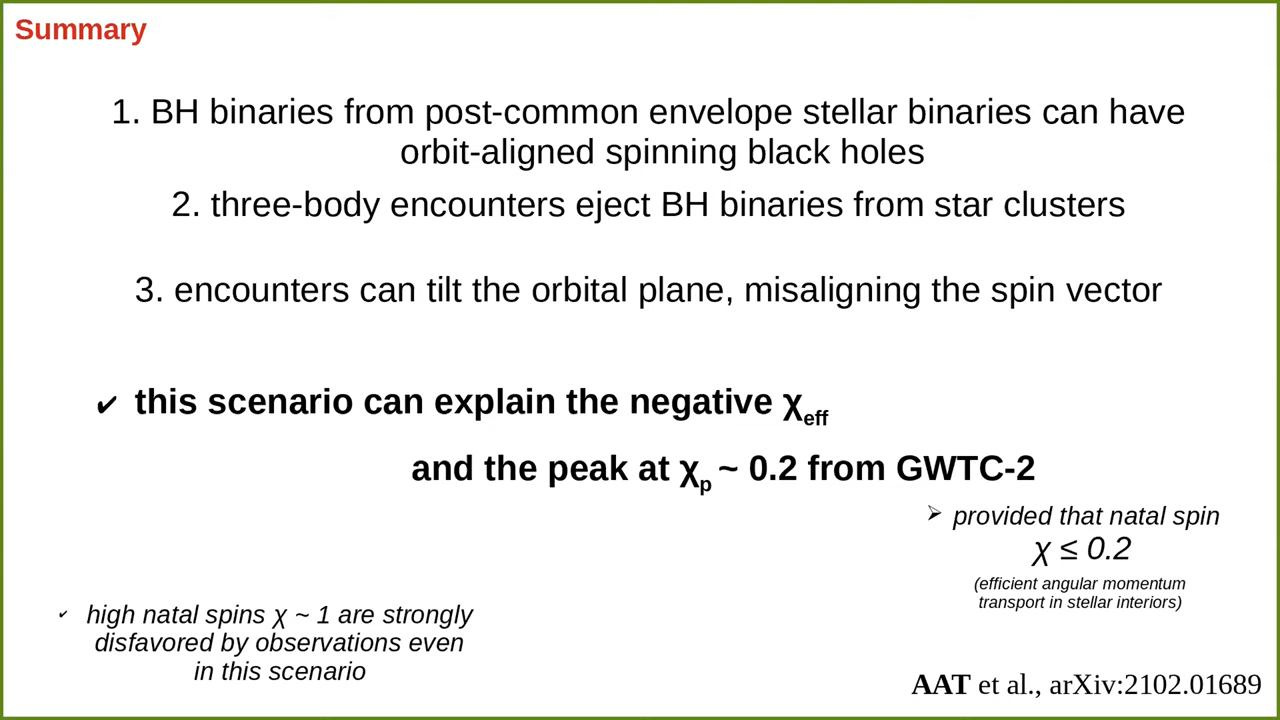 Summary
1. BH binaries from post-common envelope stellar binaries can have
orbit-aligned spinning black holes
2. three-body encounters eject BH binaries from star clusters
3. encounters can tilt the orbital plane, misaligning the spin vector
✔ this scenario can explain the negative χeff
and the peak at χp ~ 0.2 from GWTC-2
➢ provided that natal spin
χ ≤ 0.2
(efficient angular momentum
transport in stellar interiors)
✔ high natal spins χ ~ 1 are strongly
disfavored by observations even
in this scenario
AAT et al., arXiv:2102.01689